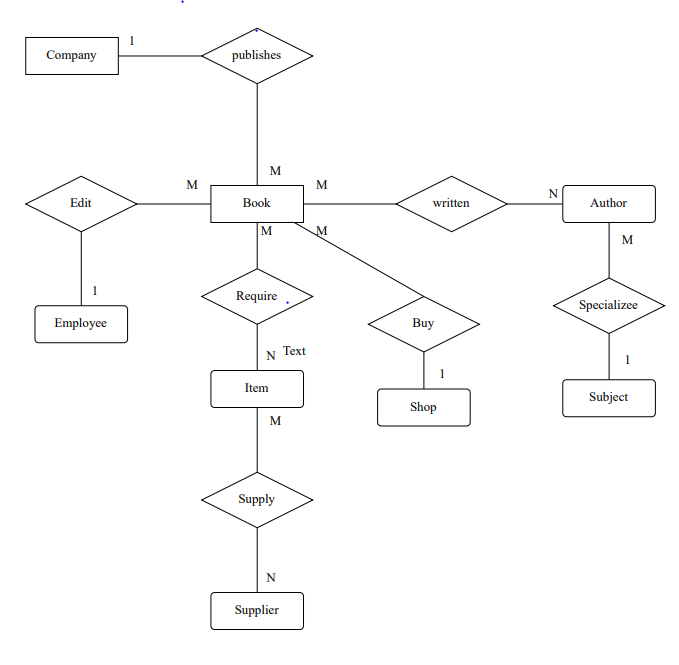 1
Company
publishes
M
M
M
Edit
Book
written
N
Author
M
M
M
1
Require
Specializee
Employee
Buy
N
Text
1
1
Item
Subject
Shop
M
Supply
N
Supplier